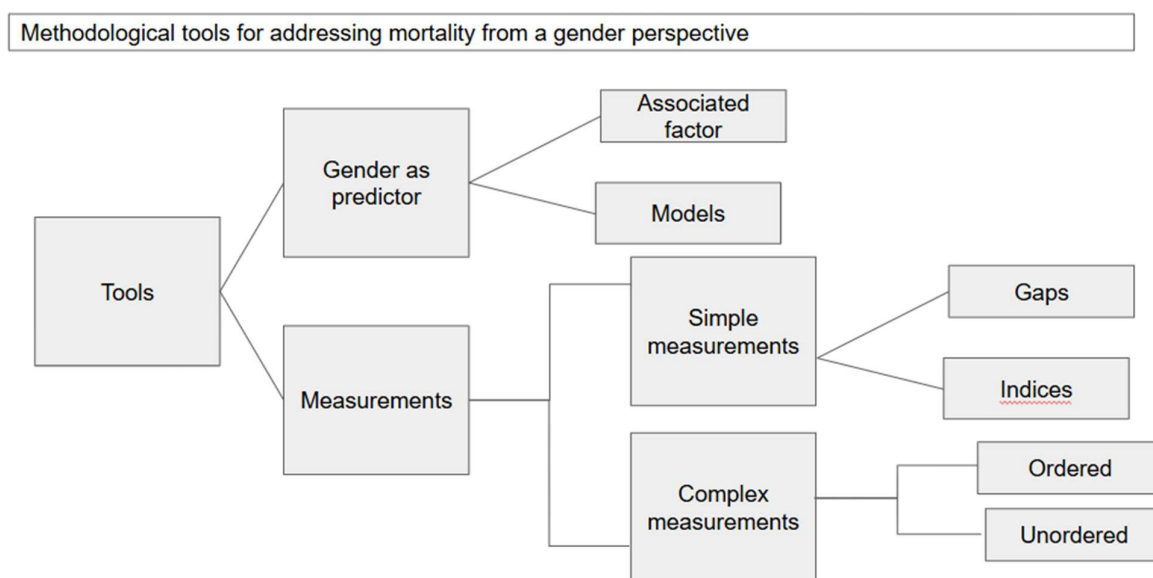 Methodological tools for addressing mortality from a gender perspective
Associated
factor
Gender as
predictor
Models
Tools
Gaps
Simple
measurements
Indices
Measurements
Ordered
Complex
measurements
Unordered